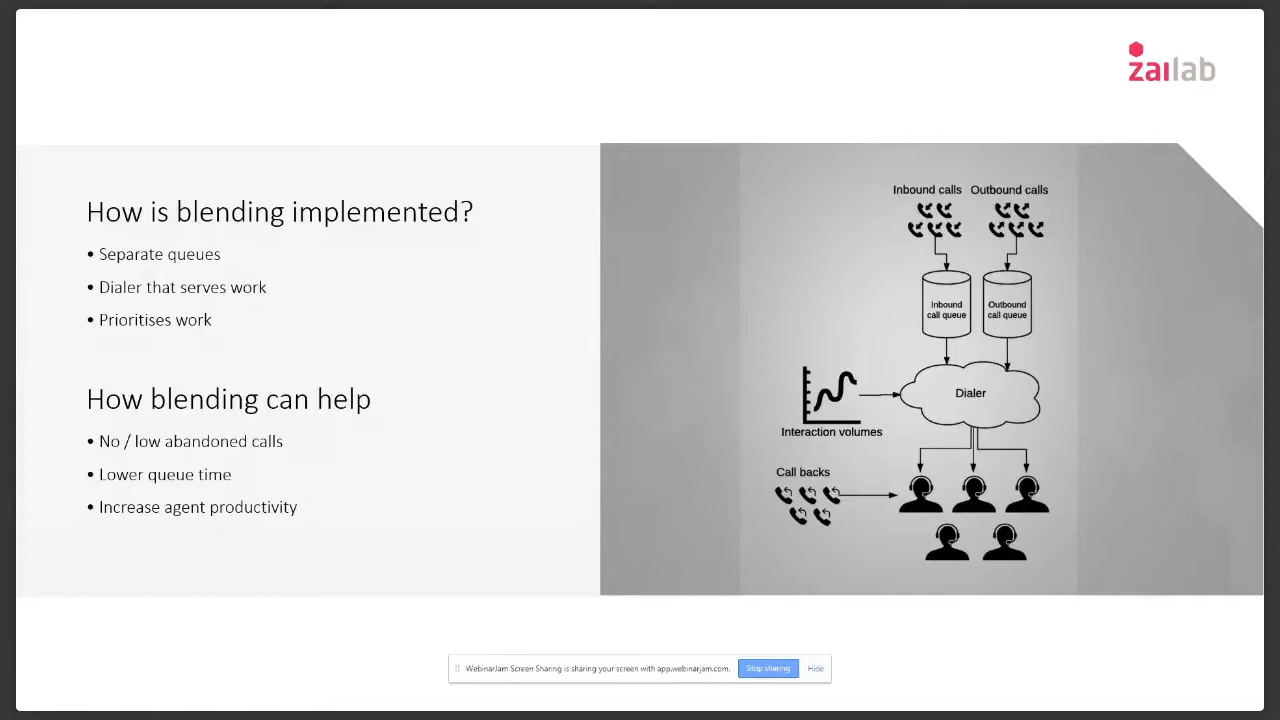 zailab
How is blending implemented?
• Separate queues
• Dialer that serves work
• Prioritises work
How blending can help
• No / low abandoned calls
• Lower queue time
• Increase agent productivity
Inbound calls
Outbound calls
Inbound
call queue
Outbound
call queue
Dialer
Interaction volumes
Call backs
WebinarJam Screen Sharing is sharing your screen with app.webinarjam.com.
Stop sharing
Hide